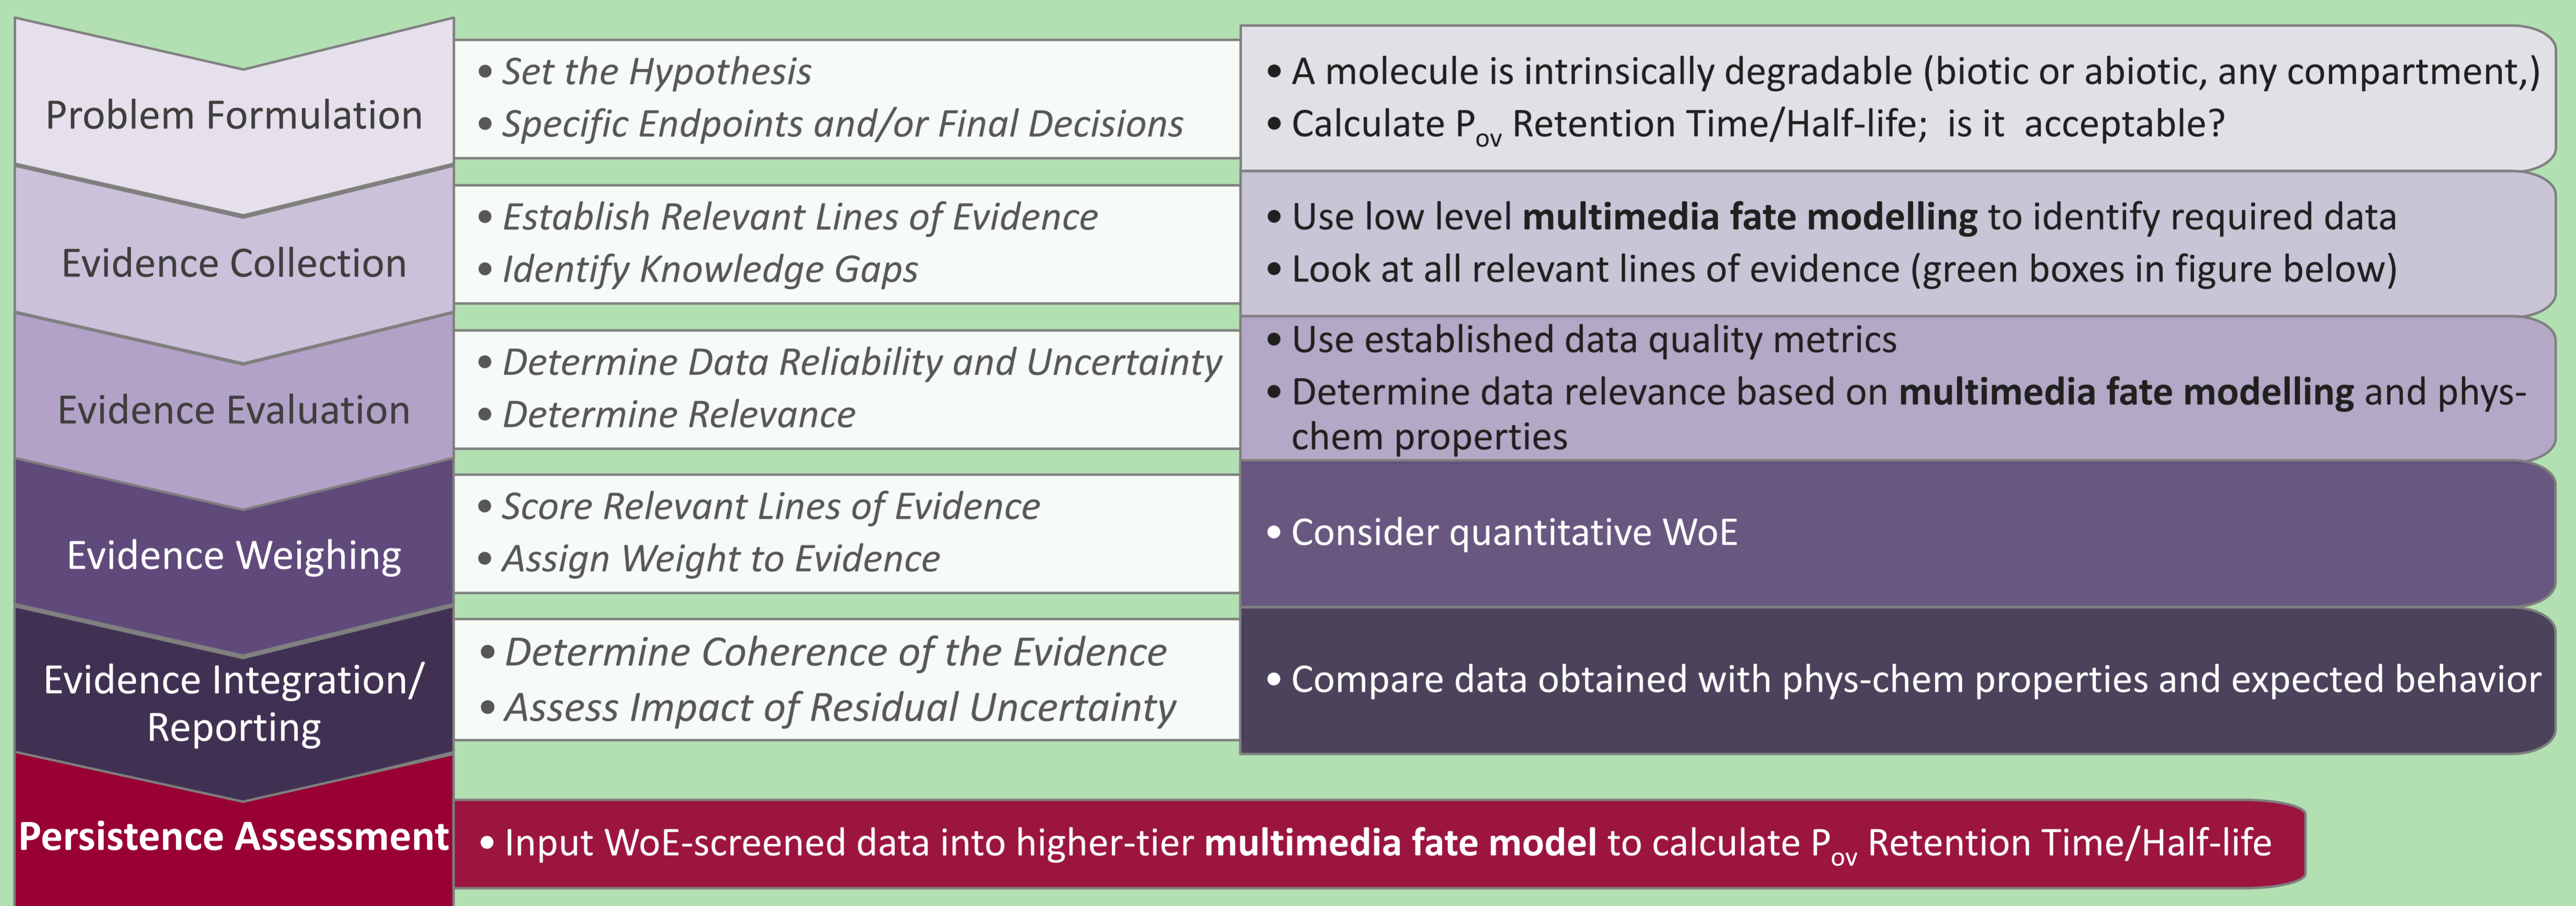 Problem Formulation
• Set the Hypothesis
• Specific Endpoints and/or Final Decisions
• A molecule is intrinsically degradable (biotic or abiotic, any compartment,)
• Calculate Pov Retention Time/Half-life; is it acceptable?
Evidence Collection
• Establish Relevant Lines of Evidence
• Identify Knowledge Gaps
• Use low level multimedia fate modelling to identify required data
• Look at all relevant lines of evidence (green boxes in figure below)
Evidence Evaluation
• Determine Data Reliability and Uncertainty
• Determine Relevance
• Use established data quality metrics
• Determine data relevance based on multimedia fate modelling and phys-
chem properties
Evidence Weighing
• Score Relevant Lines of Evidence
• Assign Weight to Evidence
• Consider quantitative WoE
Evidence Integration/
Reporting
• Determine Coherence of the Evidence
• Assess Impact of Residual Uncertainty
• Compare data obtained with phys-chem properties and expected behavior
Persistence Assessment
• Input WoE-screened data into higher-tier multimedia fate model to calculate Pov Retention Time/Half-life